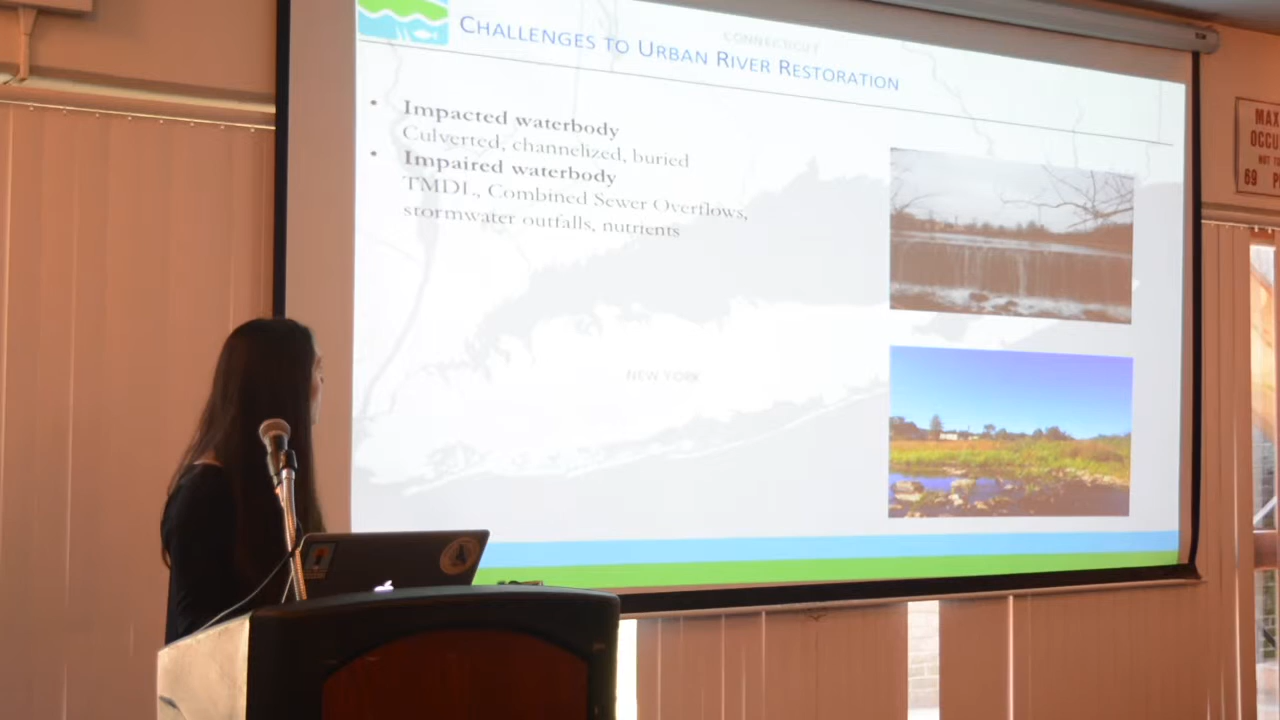 CONNECTICUT
CHALLENGES TO URBAN RIVER RESTORATION
• Impacted waterbody
Culverted, channelized, buried
• Impaired waterbody
TMDL, Combined Sewer Overflows,
stormwater outfalls, nutrients
NEW YORK
MAX
OCCU
69 P